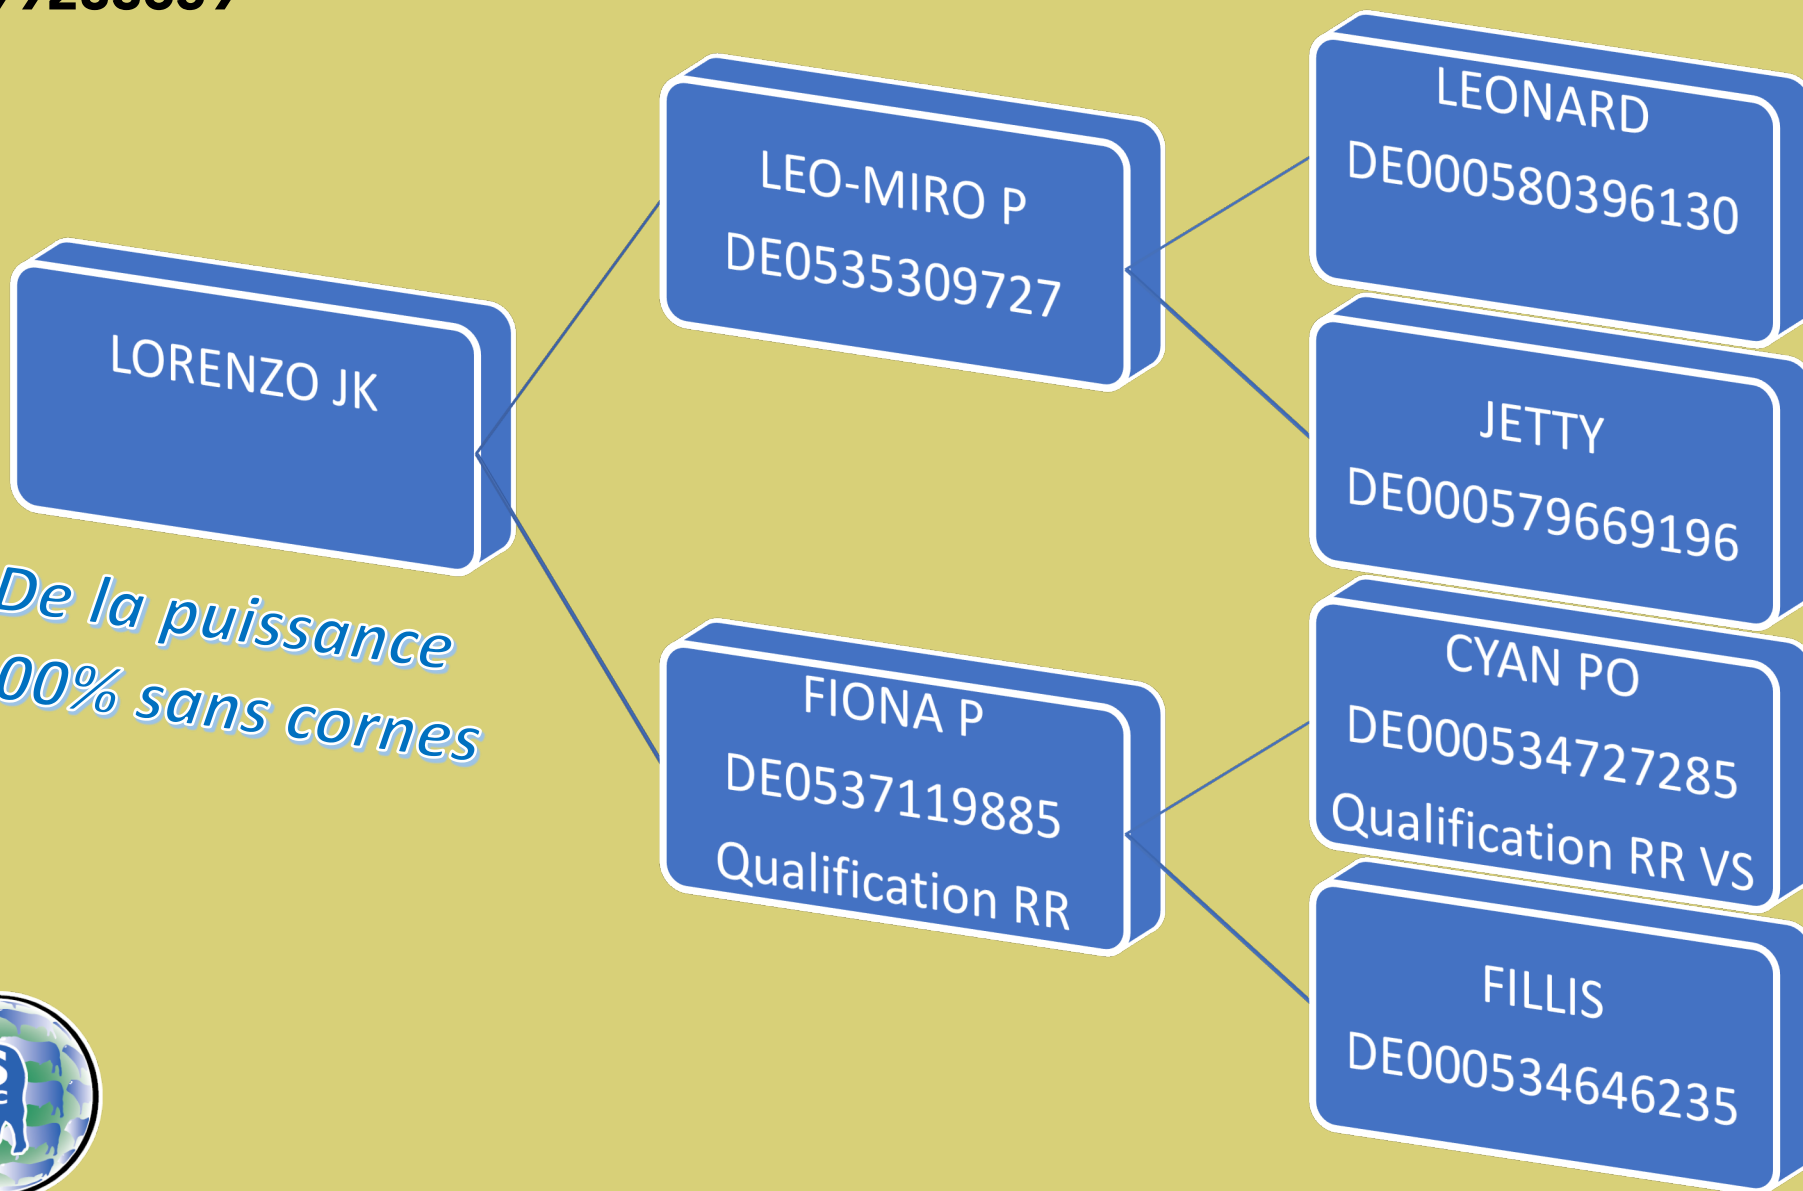 LORENZO JK
De la puissance
00% sans cornes
LEO-MIRO P
DE0535309727
FIONA P
DE0537119885
Qualification RR
LEONARD
DE000580396130
JETTY
DE000579669196
CYAN PO
DE000534727285
Qualification RR VS
FILLIS
DE000534646235